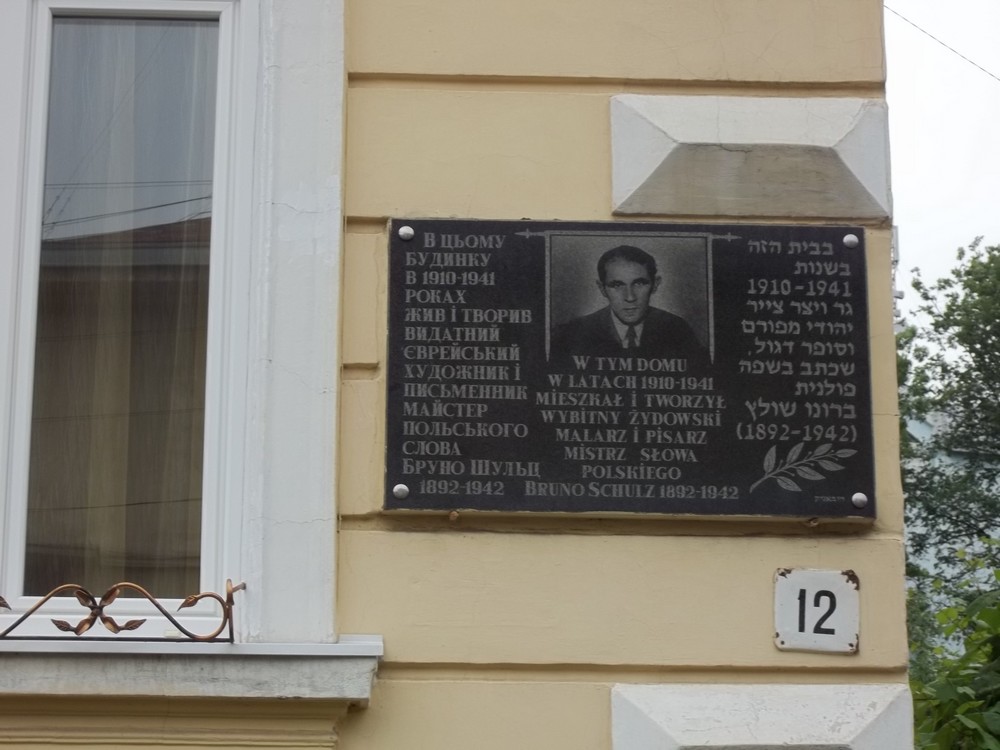 В ЦЬОМУ
БУДИНКУ
В 1910-1941
РОКАХ
ЖИВ І ТВОРИВ
ВИДАТНИЙ
ЄВРЕЙСЬКИЙ
ХУДОЖНИК І
ПИСЬМЕННИК
МАЙСТЕР
ПОЛЬСЬКОГО
СЛОВА
БРУНО ШУЛЬЦ
1892-1942
W TYM DOMU
W LATACH 1910-1941
MIESZKAŁ I TWORZYŁ
WYBITNY ŻYDOWSKI
MALARZ I PISARZ
MISTRZ SŁOWA
POLSKIEGO
BRUNO SCHULZ 1892-1942
בבית הזה
בשנות
1910-1941
גר ויצר צייר
יהודי מפורם
וסופר דגול,
שכתב בשפה
פולנית
ברונו שולץ
(1892-1942)
12